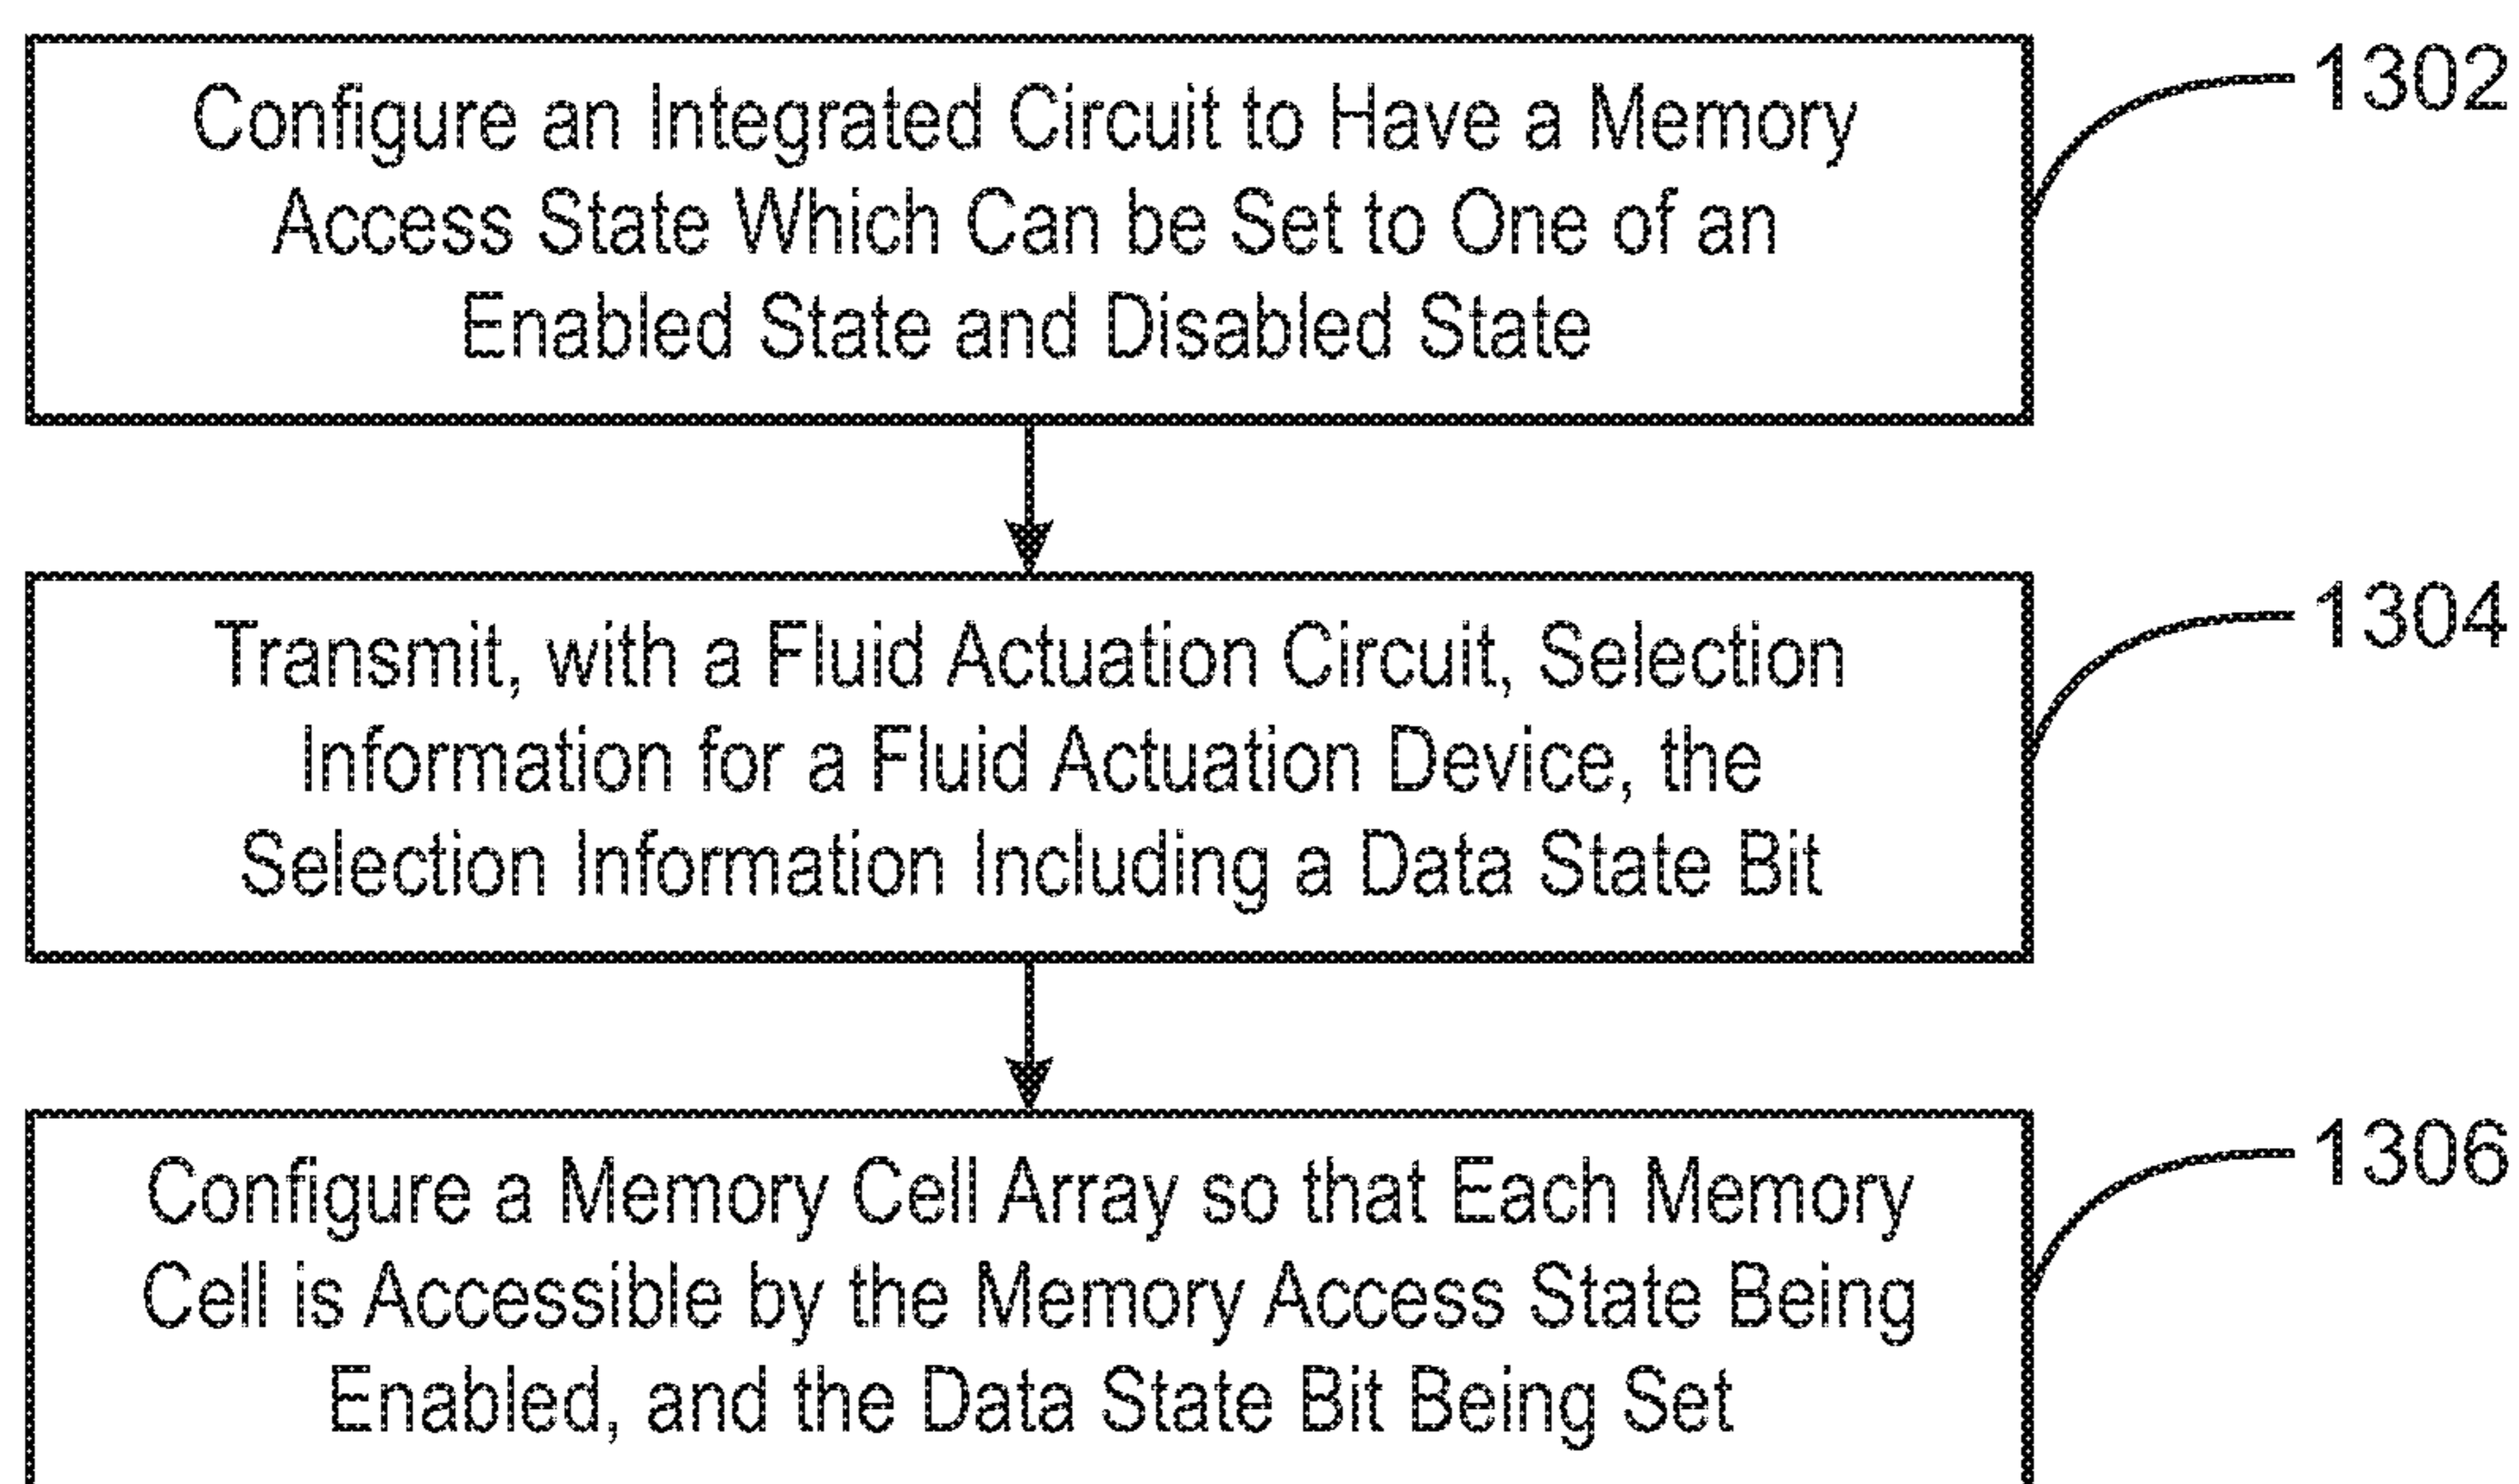 Configure an Integrated Circuit to Have a Memory
Access State Which Can be Set to One of an
Enabled State and Disabled State
1302
Transmit, with a Fluid Actuation Circuit, Selection
Information for a Fluid Actuation Device, the
Selection Information Including a Data State Bit
1304
Configure a Memory Cell Array so that Each Memory
Cell is Accessible by the Memory Access State Being
Enabled, and the Data State Bit Being Set
1306